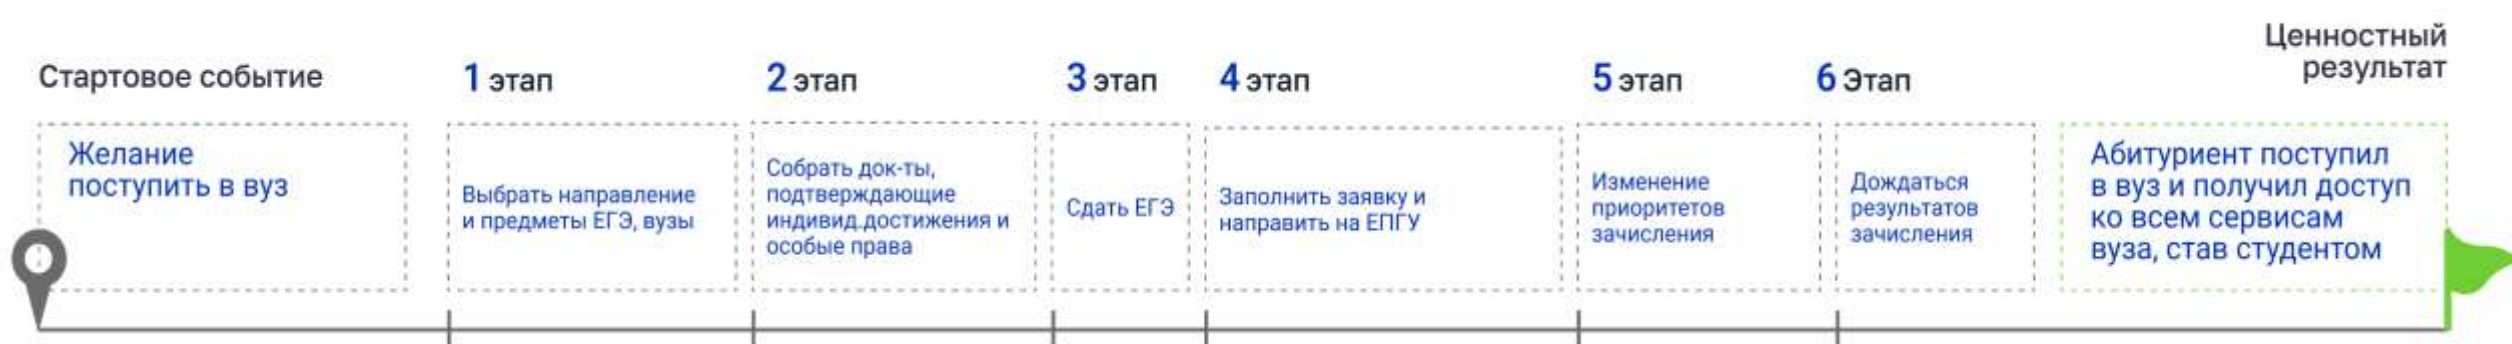 Стартовое событие
Желание
поступить в вуз
1 этап
Выбрать направление
и предметы ЕГЭ, вузы
2 этап
Собрать док-ты,
подтверждающие
индивид.достижения и
особые права
3 этап
Сдать ЕГЭ
4 этап
Заполнить заявку и
направить на ЕПГУ
5 этап
Изменение
приоритетов
зачисления
6 Этап
Дождаться
результатов
зачисления
Ценностный
результат
Абитуриент поступил
в вуз и получил доступ
ко всем сервисам
вуза, став студентом